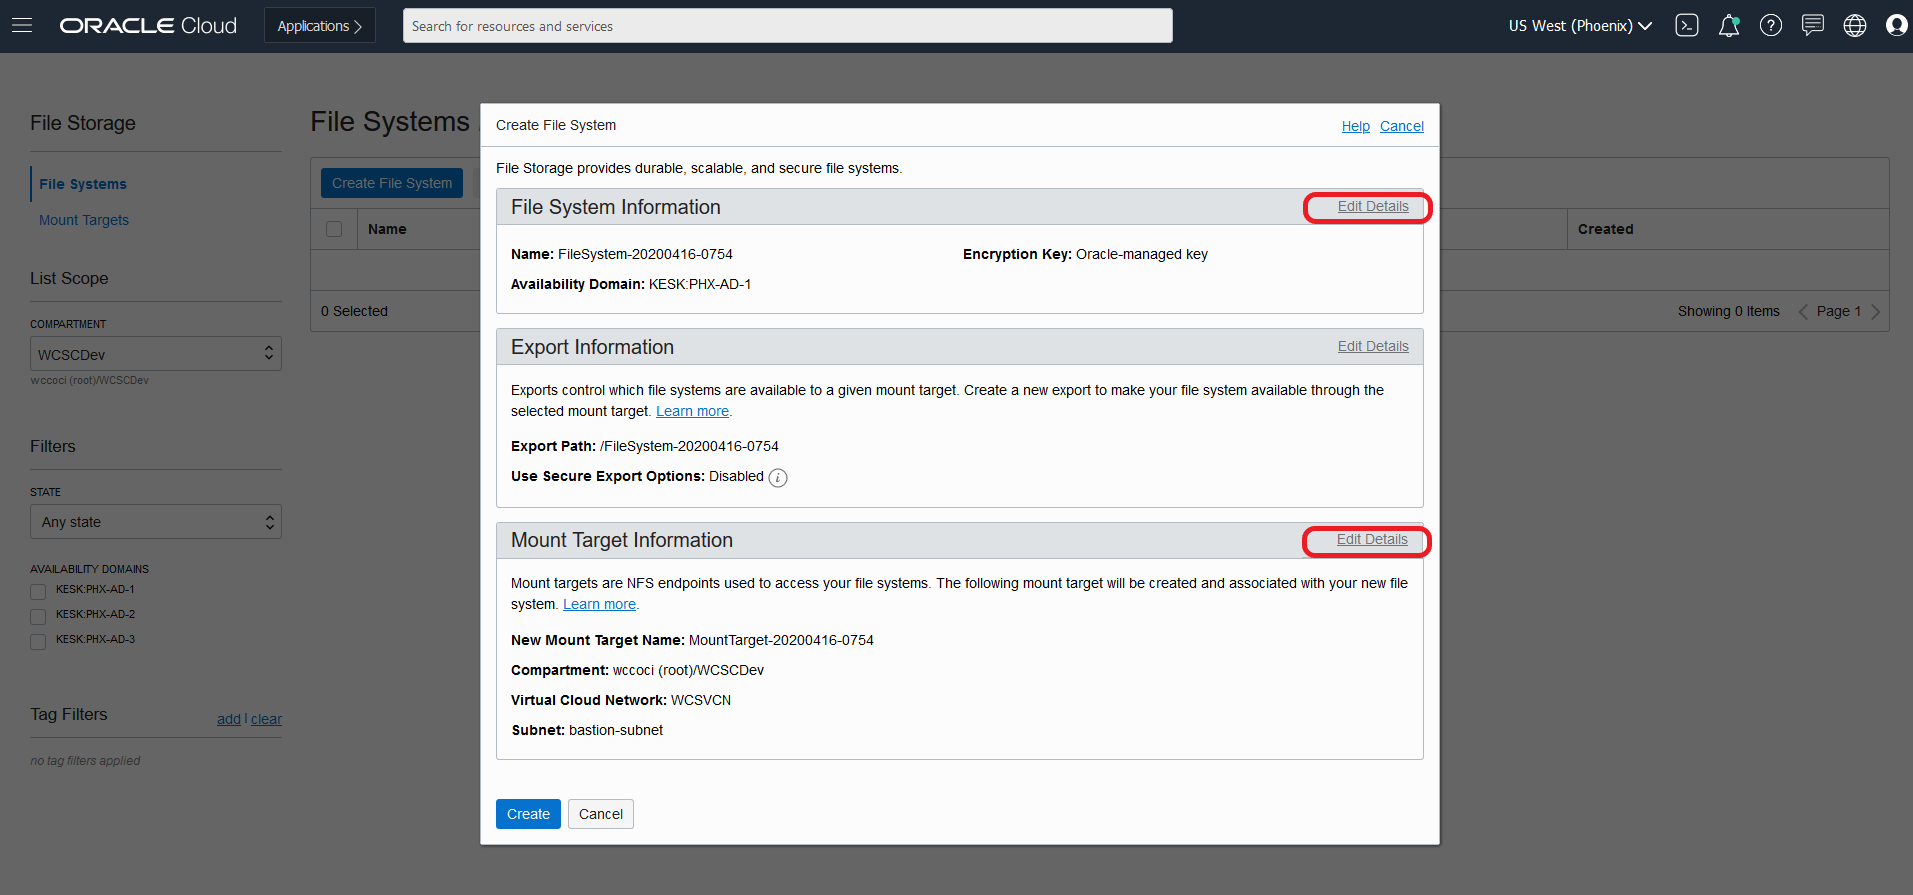 ORACLE Cloud
Applications
Search for resources and services
US West (Phoenix)
File Storage
File Systems
Mount Targets
List Scope
COMPARTMENT
WCSCDev
wccoci (root)/WCSCDev
Filters
STATE
Any state
AVAILABILITY DOMAINS
KESK:PHX-AD-1
KESK:PHX-AD-2
KESK:PHX-AD-3
Tag Filters
add | clear
no tag filters applied
File Systems
Create File System
Name
Created
0 Selected
Showing 0 Items
Page 1
Create File System
Help Cancel
File Storage provides durable, scalable, and secure file systems.
File System Information
Edit Details
Name: FileSystem-20200416-0754
Encryption Key: Oracle-managed key
Availability Domain: KESK:PHX-AD-1
Export Information
Edit Details
Exports control which file systems are available to a given mount target. Create a new export to make your file system available through the
selected mount target. Learn more.
Export Path: /FileSystem-20200416-0754
Use Secure Export Options: Disabled i
Mount Target Information
Edit Details
Mount targets are NFS endpoints used to access your file systems. The following mount target will be created and associated with your new file
system. Learn more.
New Mount Target Name: MountTarget-20200416-0754
Compartment: wccoci (root)/WCSCDev
Virtual Cloud Network: WCSVCN
Subnet: bastion-subnet
Create
Cancel